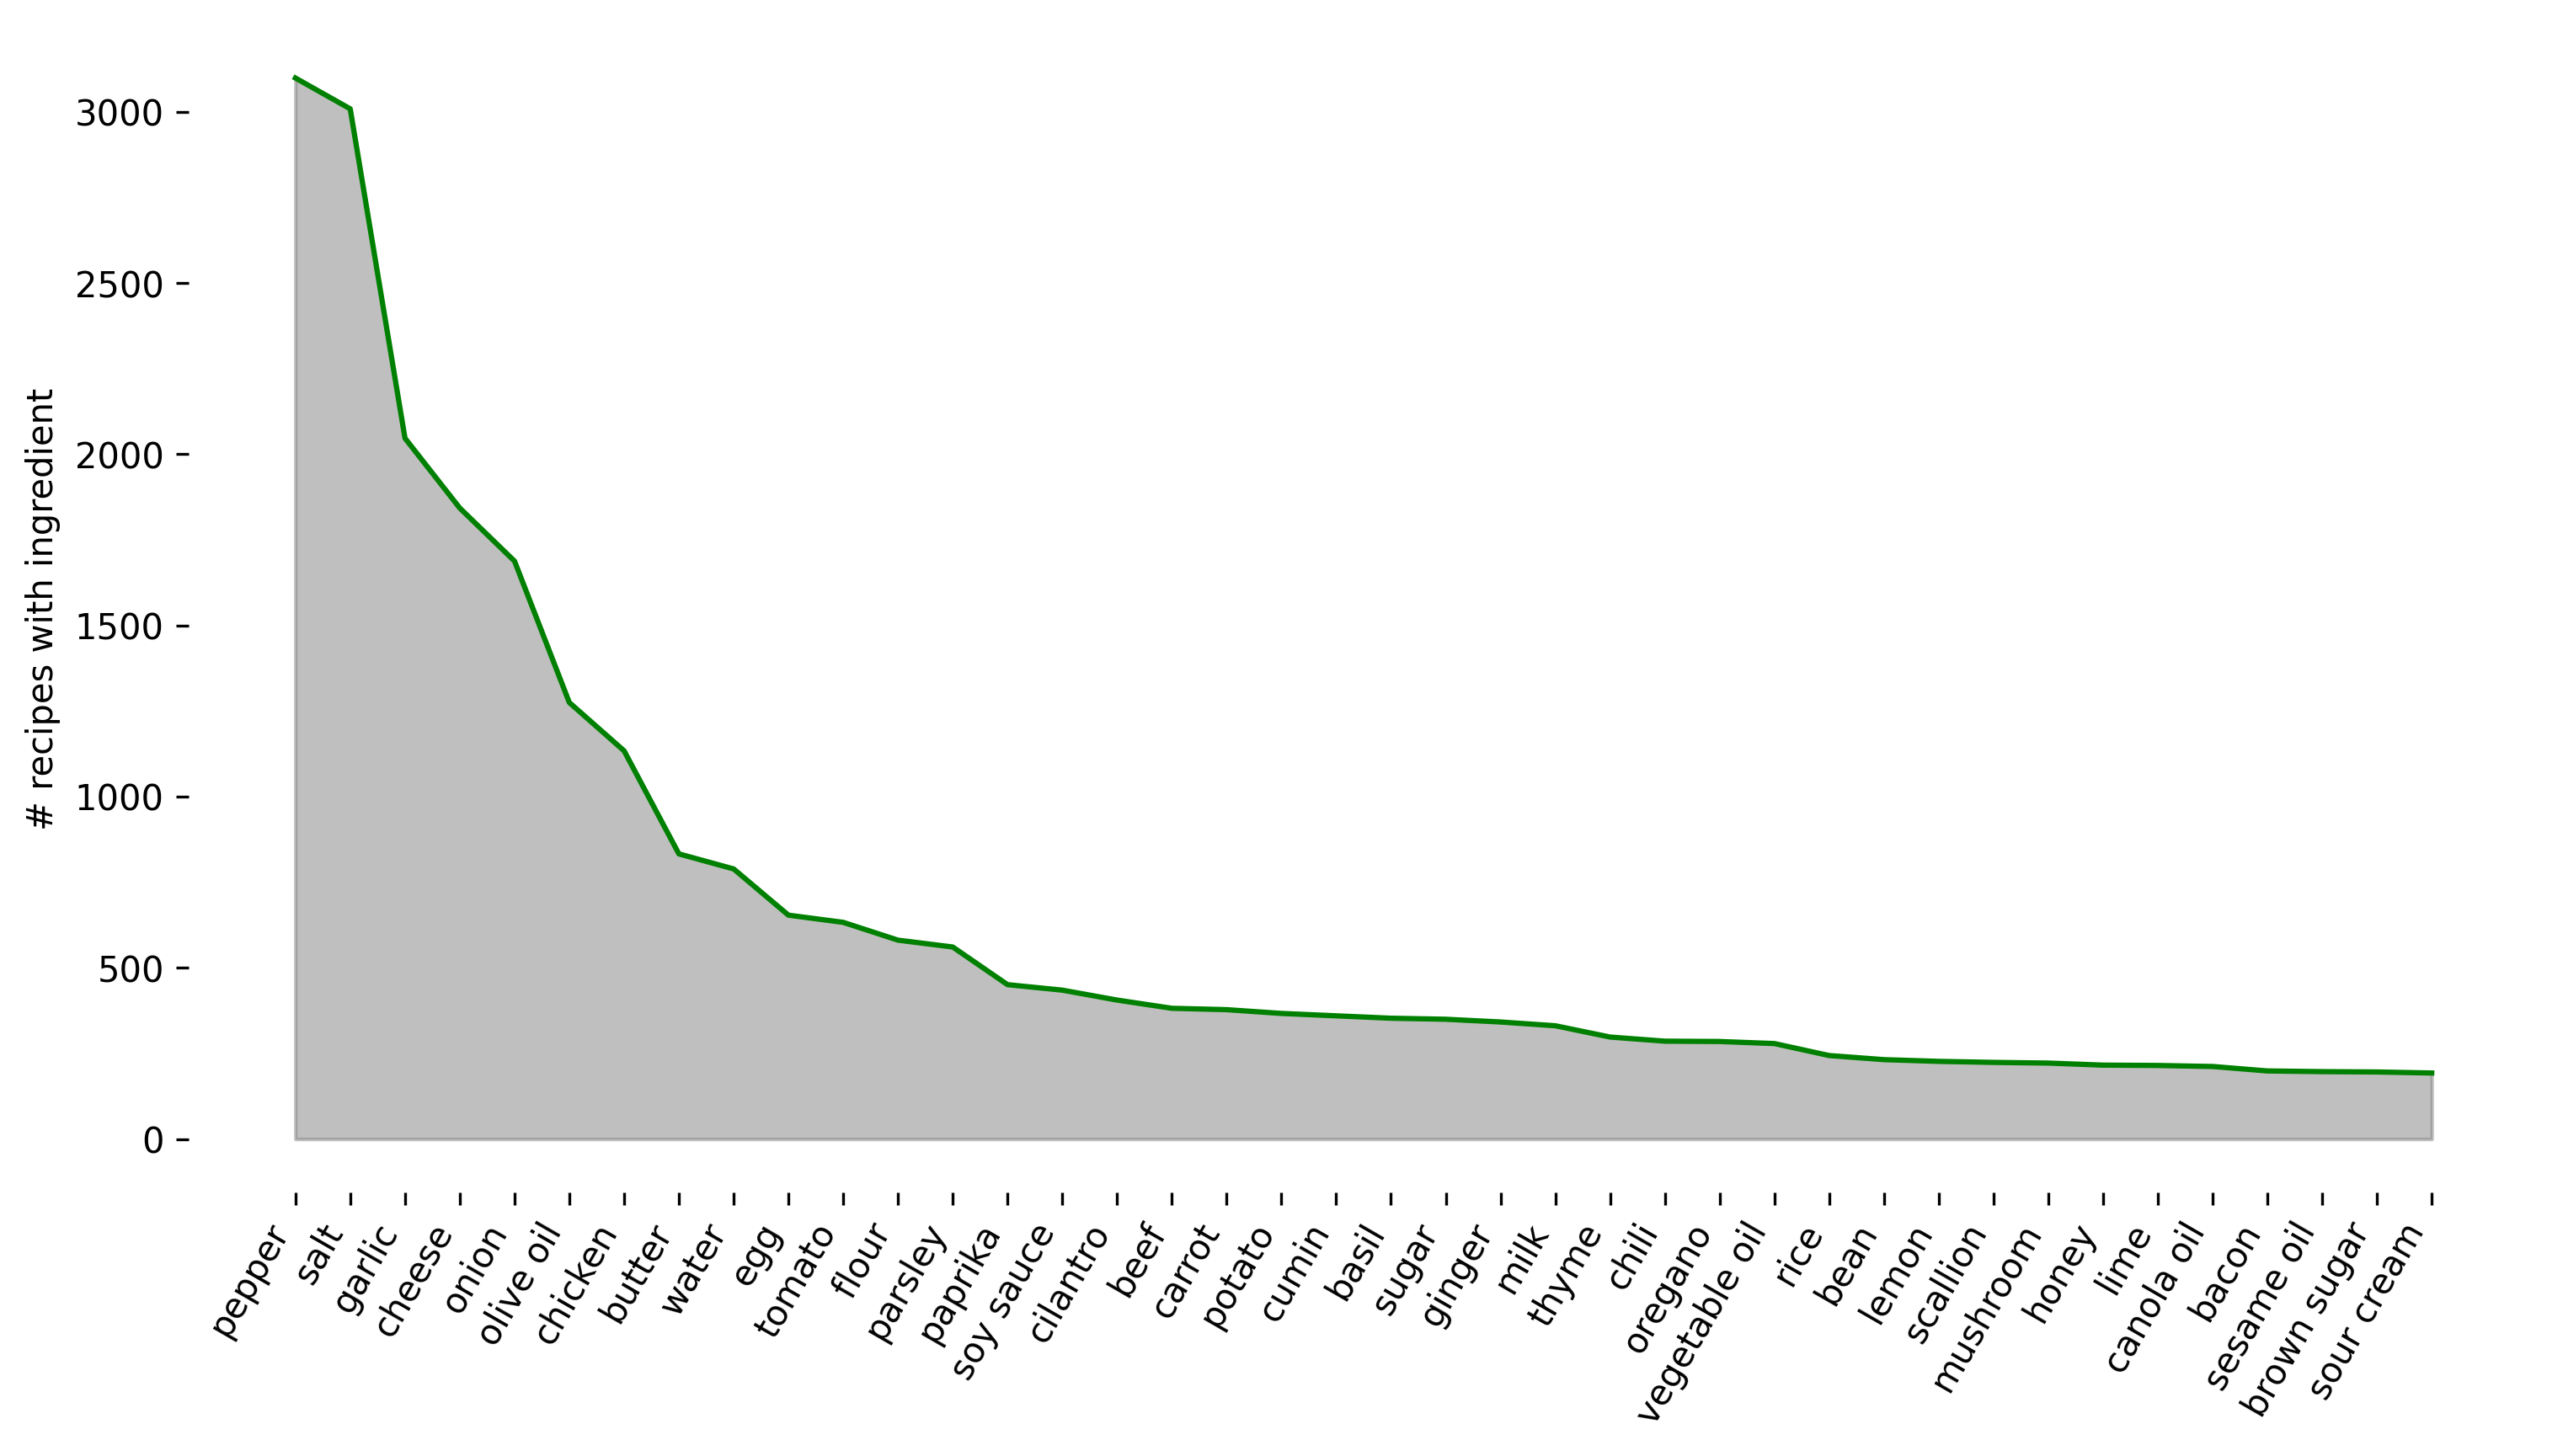 # recipes with ingredient
3000
2500
2000
1500
1000
500
0
pepper
salt
garlic
cheese
onion
olive oil
chicken
butter
water
egg
tomato
flour
parsley
paprika
soy sauce
cilantro
beef
carrot
potato
cumin
basil
sugar
ginger
milk
thyme
chili
oregano
vegetable oil
rice
bean
lemon
scallion
mushroom
honey
lime
canola oil
bacon
sesame oil
brown sugar
sour cream